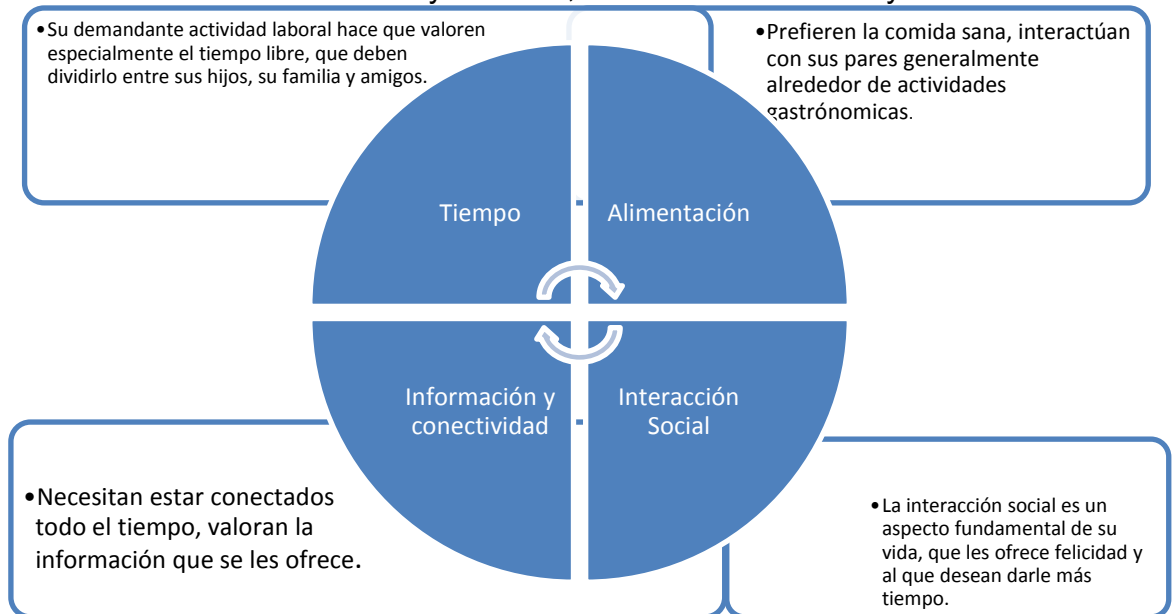 •Su demandante actividad laboral hace que valoren
especialmente el tiempo libre, que deben
dividirlo entre sus hijos, su familia y amigos.
•Prefieren la comida sana, interactúan
con sus pares generalmente
alrededor de actividades
gastrónomicas.
Tiempo
Alimentación
Información y
conectividad
Interacción
Social
•Necesitan estar conectados
todo el tiempo, valoran la
información que se les ofrece.
•La interacción social es un
aspecto fundamental de su
vida, que les ofrece felicidad y
al que desean darle más
tiempo.